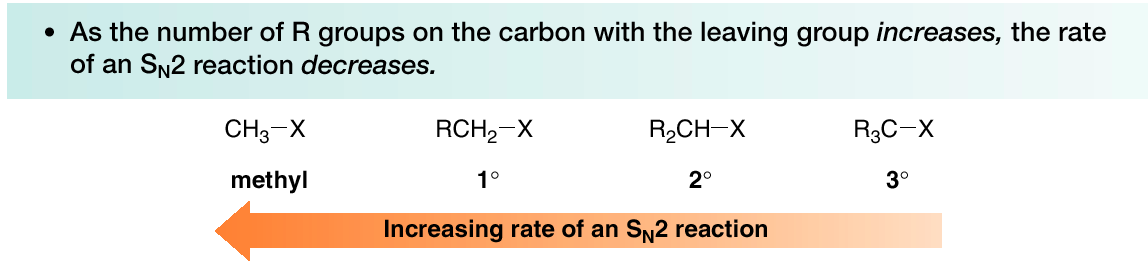 • As the number of R groups on the carbon with the leaving group increases, the rate
of an SN2 reaction decreases.
CH3—X RCH2—X R2CH—X R3C—X
methyl 1° 2° 3°
Increasing rate of an SN2 reaction